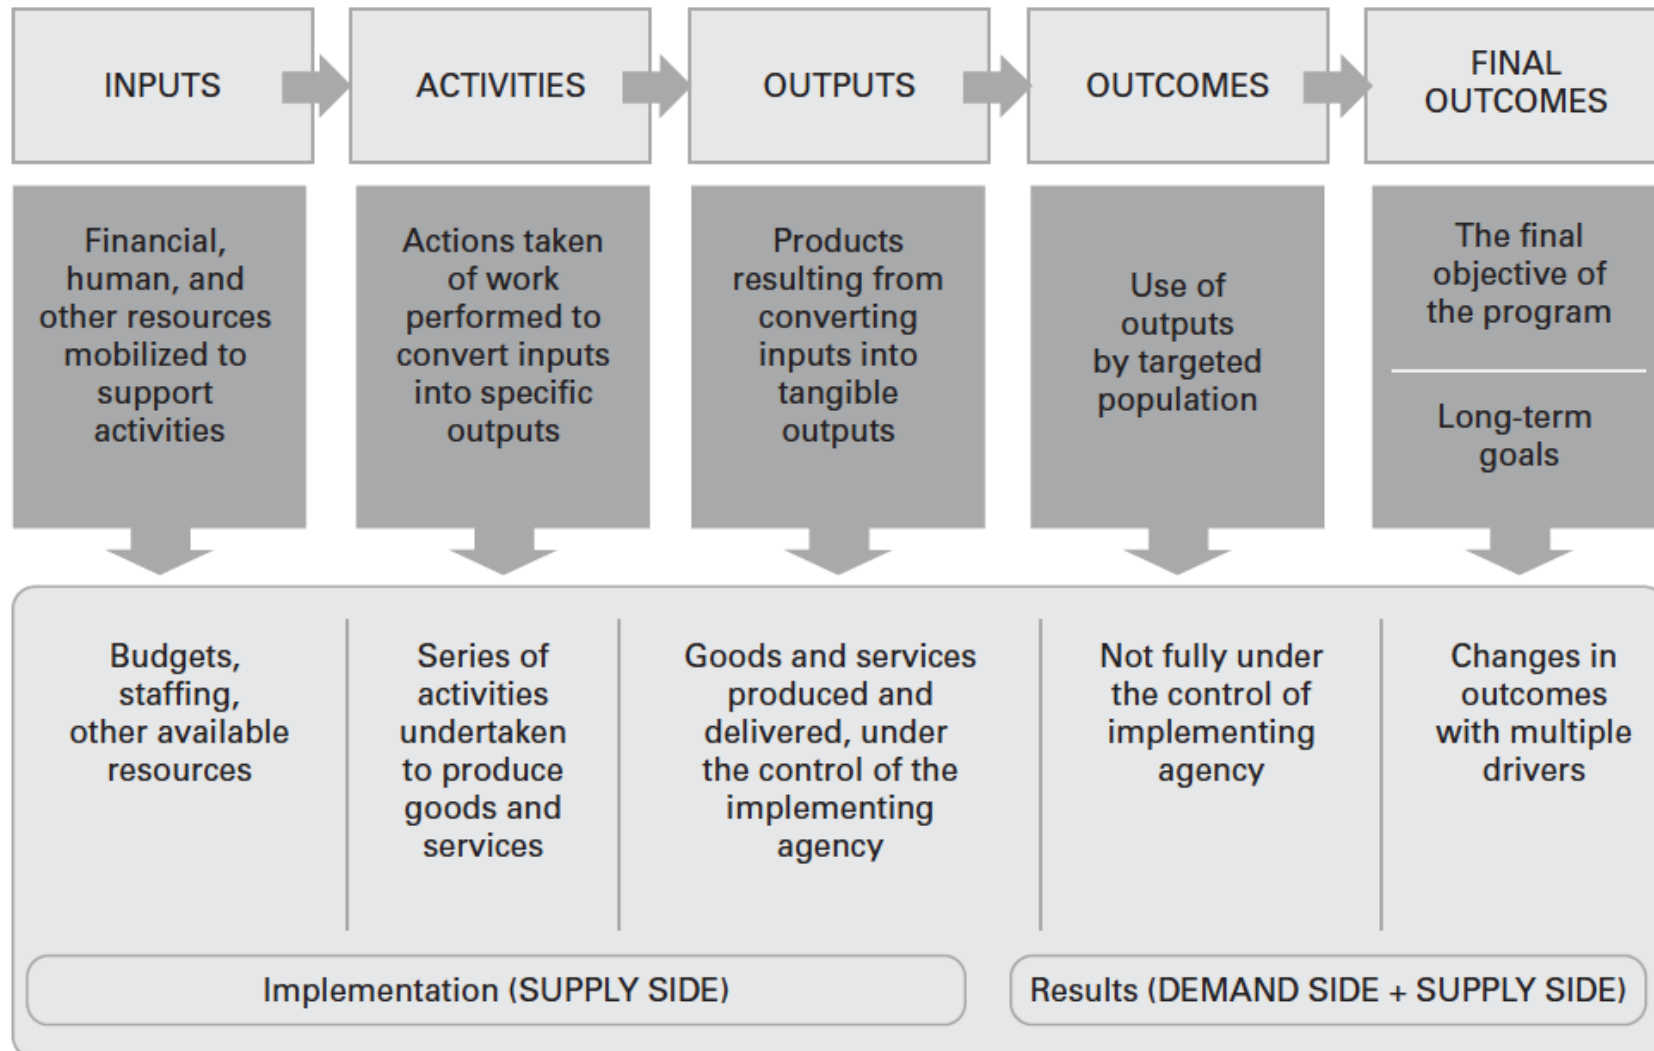 INPUTS
ACTIVITIES
OUTPUTS
OUTCOMES
FINAL
OUTCOMES
Financial,
human, and
other resources
mobilized to
support
activities
Actions taken
of work
performed to
convert inputs
into specific
outputs
Products
resulting from
converting
inputs into
tangible
outputs
Use of
outputs
by targeted
population
The final
objective of
the program
Long-term
goals
Budgets,
staffing,
other available
resources
Series of
activities
undertaken
to produce
goods and
services
Goods and services
produced and
delivered, under
the control of the
implementing
agency
Not fully under
the control of
implementing
agency
Changes in
outcomes
with multiple
drivers
Implementation (SUPPLY SIDE)
Results (DEMAND SIDE + SUPPLY SIDE)